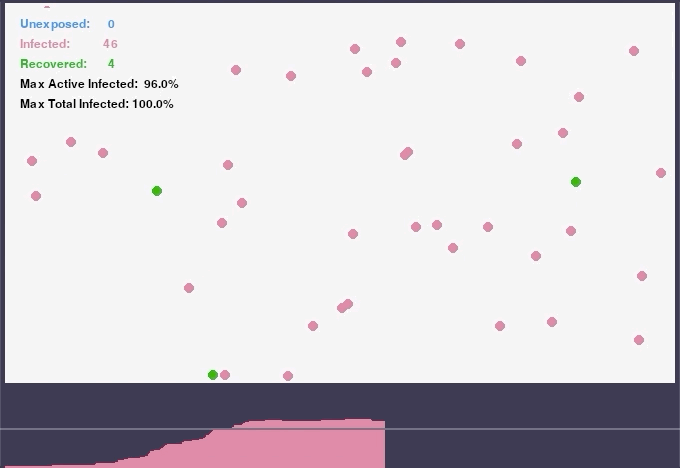 Unexposed: 0
Infected: 46
Recovered: 4
Max Active Infected: 96.0%
Max Total Infected: 100.0%